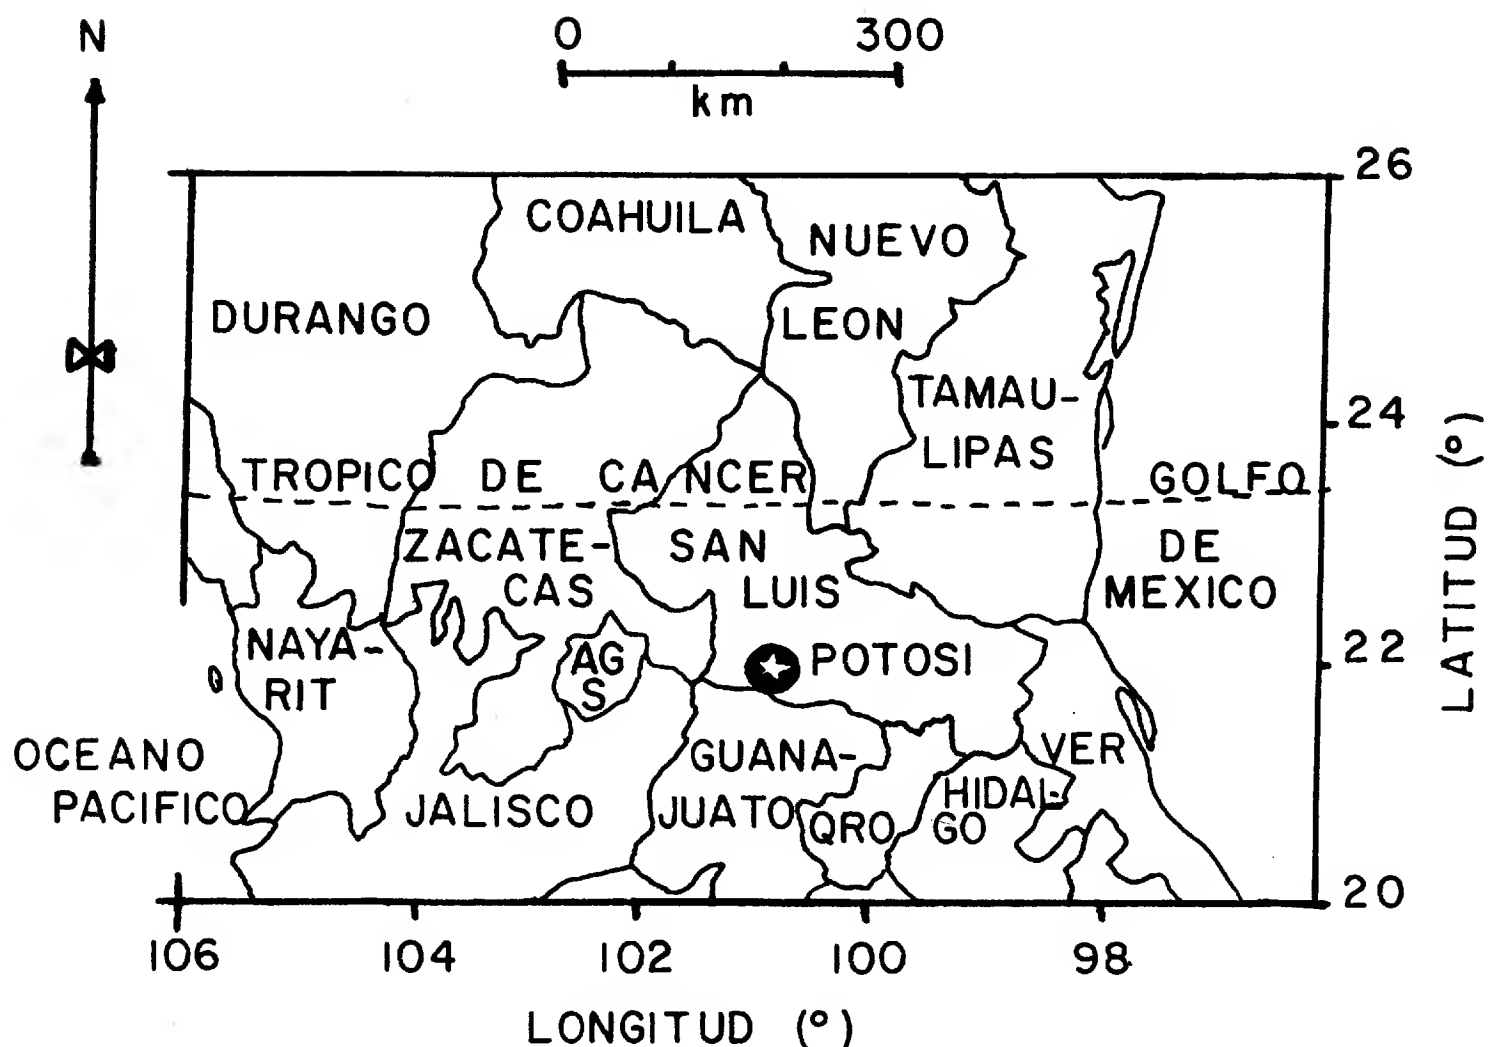 N
0 300
km
26
COAHUILA
NUEVO
DURANGO
LEON
TAMAU-
24
LIPAS
TROPICO DE CANCER
GOLFO
ZACATE-
SAN
DE
CAS
LUIS
MEXICO
NAYA-
AG
POTOSI
22
RIT
S
LATITUD (°)
OCEANO
GUANA-
VER
PACIFICO
JALISCO
JUATO
QRO
HIDAL-
GO
20
106 104 102 100 98
LONGITUD (°)